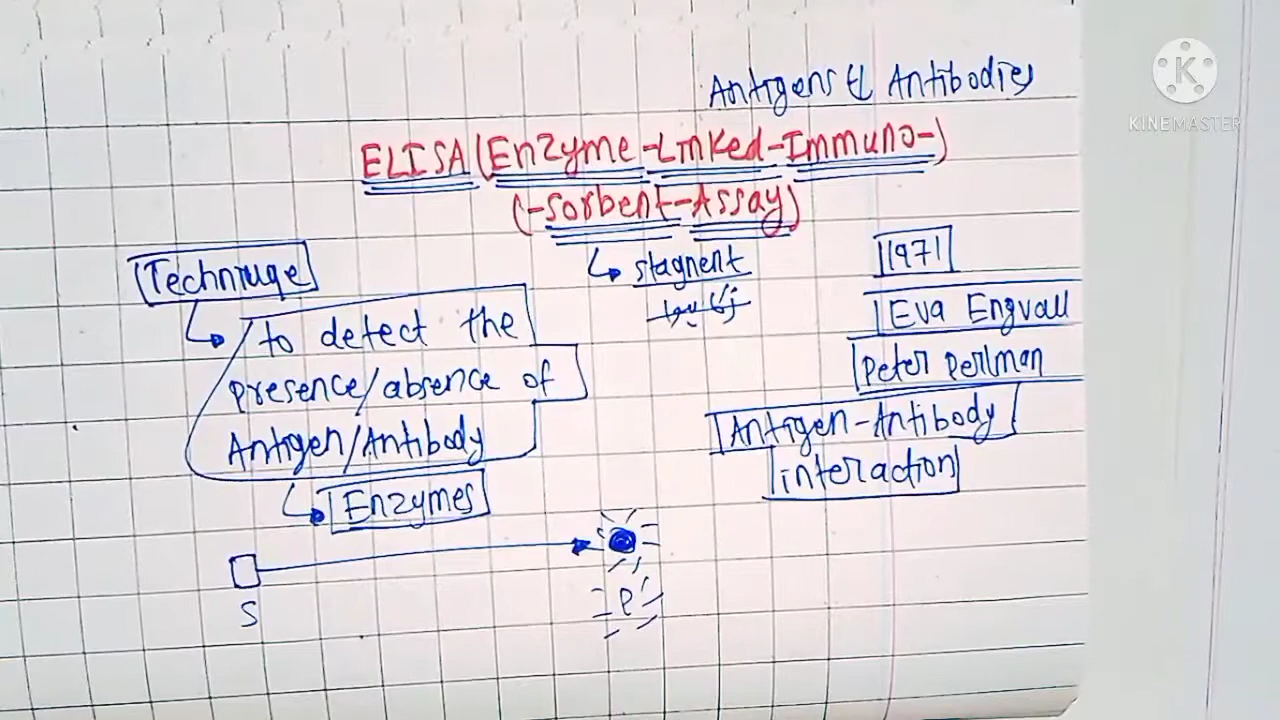 Antigens & Antibodies
ELISA (Enzyme-Linked-Immuno-)
(-Sorbent-Assay)
Techniuqe
stagnent
1971
to detect the
presence/absence of
Antigen/Antibody
Eva Engvall
Peter perlman
Antigen-Antibody
interaction
Enzymes
S
P
K
KINEMASTER